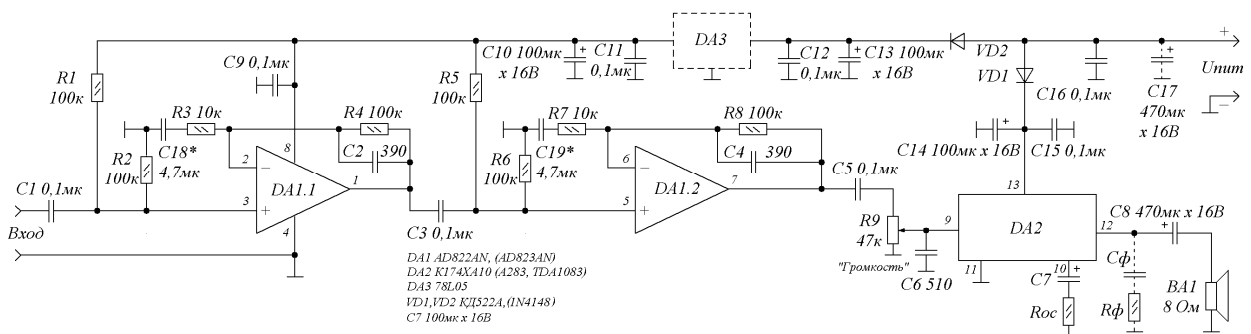 R1
100к
C9 0,1мк
R5
100к
C10 100мк
x 16В
+
C11
0,1мк
DA3
C12
0,1мк
+
C13 100мк
x 16В
VD2
VD1
C16 0,1мк
+
C17
470мк
x 16В
+
Uпит
−
R3 10к
R4 100к
R2
100к
C18*
4,7мк
C2
390
2
8
−
DA1.1
1
3
+
4
C1 0,1мк
Вход
C3 0,1мк
R7 10к
R8 100к
R6
100к
C19*
4,7мк
C4
390
6
−
DA1.2
7
5
+
C5 0,1мк
R9
47к
"Громкость"
C6 510
+
C14 100мк x 16В
C15 0,1мк
13
9
DA2
12
11
10
C7
+
Rос
C8 470мк x 16В
+
Cф
Rф
BA1
8 Ом
DA1 AD822AN, (AD823AN)
DA2 К174ХА10 (А283, TDA1083)
DA3 78L05
VD1,VD2 КД522А,(1N4148)
C7 100мк x 16В